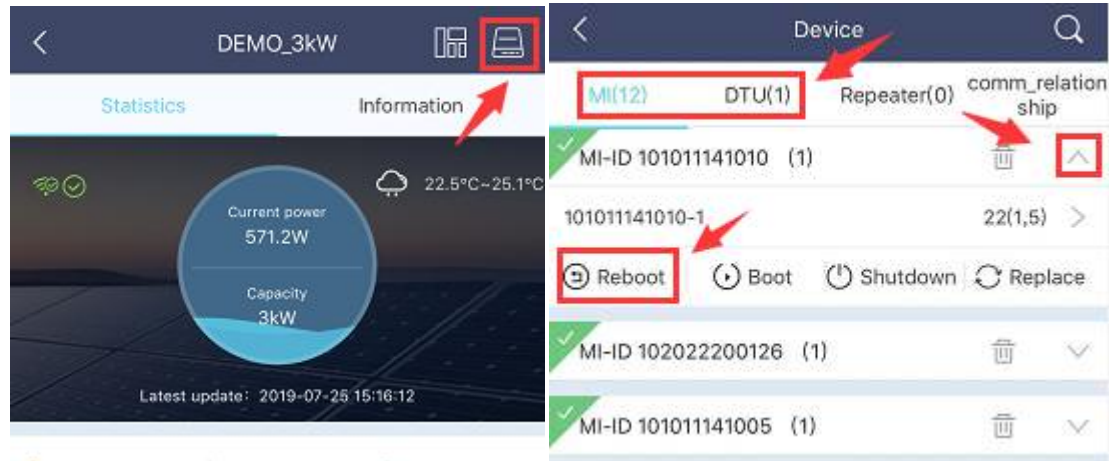 DEMO_3kW
Statistics Information
22.5°C~25.1°C
Current power
571.2W
Capacity
3kW
Latest update: 2019-07-25 15:16:12
Device
MI(12) DTU(1) Repeater(0) comm_relation
ship
MI-ID 101011141010 (1)
101011141010-1 22(1,5)
Reboot Boot Shutdown Replace
MI-ID 102022200126 (1)
MI-ID 101011141005 (1)